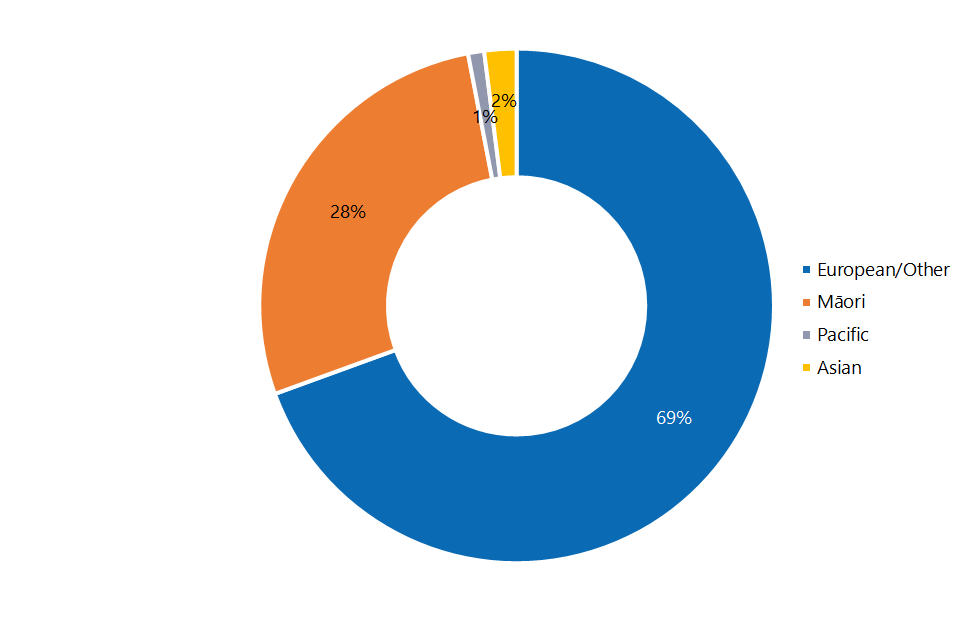 2%
1%
28%
European/Other
Māori
Pacific
Asian
69%